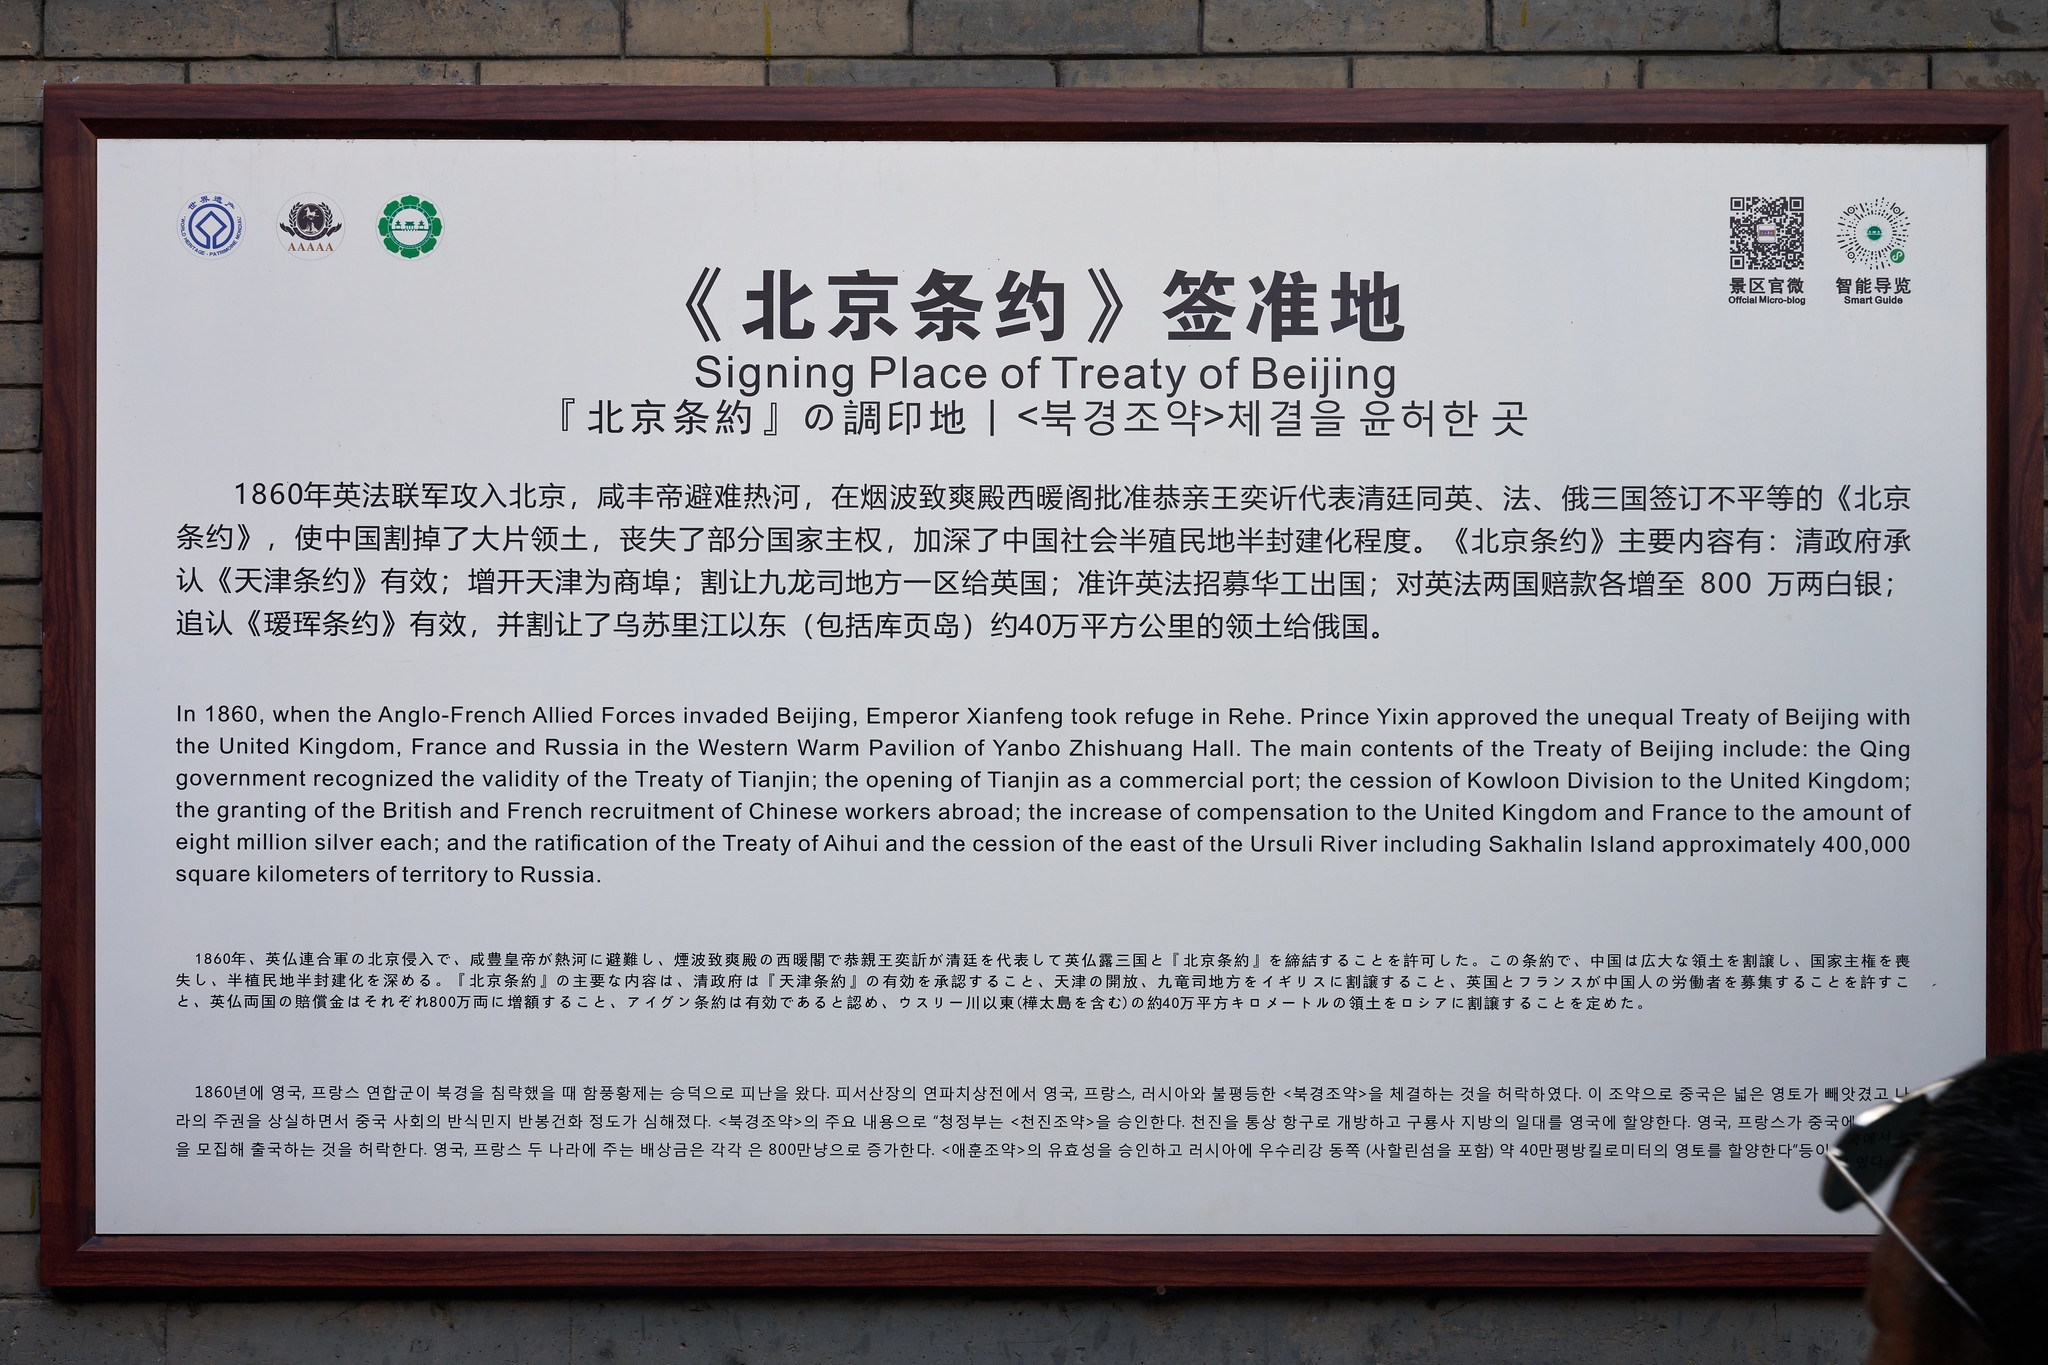 世界遗产
WORLD HERITAGE · PATRIMOINE MONDIAL
AAAAA
景区官微
Offcial Micro-blog
智能导览
Smart Guide
《北京条约》签准地
Signing Place of Treaty of Beijing
『北京条約』の調印地 | <북경조약>체결을 윤허한 곳
1860年英法联军攻入北京，咸丰帝避难热河，在烟波致爽殿西暖阁批准恭亲王奕䜣代表清廷同英、法、俄三国签订不平等的《北京
条约》，使中国割掉了大片领土，丧失了部分国家主权，加深了中国社会半殖民地半封建化程度。《北京条约》主要内容有：清政府承
认《天津条约》有效；增开天津为商埠；割让九龙司地方一区给英国；准许英法招募华工出国；对英法两国赔款各增至 800 万两白银；
追认《瑷珲条约》有效，并割让了乌苏里江以东（包括库页岛）约40万平方公里的领土给俄国。
In 1860, when the Anglo-French Allied Forces invaded Beijing, Emperor Xianfeng took refuge in Rehe. Prince Yixin approved the unequal Treaty of Beijing with
the United Kingdom, France and Russia in the Western Warm Pavilion of Yanbo Zhishuang Hall. The main contents of the Treaty of Beijing include: the Qing
government recognized the validity of the Treaty of Tianjin; the opening of Tianjin as a commercial port; the cession of Kowloon Division to the United Kingdom;
the granting of the British and French recruitment of Chinese workers abroad; the increase of compensation to the United Kingdom and France to the amount of
eight million silver each; and the ratification of the Treaty of Aihui and the cession of the east of the Ursuli River including Sakhalin Island approximately 400,000
square kilometers of territory to Russia.
1860年、英仏連合軍の北京侵入で、咸豊皇帝が熱河に避難し、煙波致爽殿の西暖閣で恭親王奕訢が清廷を代表して英仏露三国と『北京条約』を締結することを許可した。この条約で、中国は広大な領土を割譲し、国家主権を喪
失し、半植民地半封建化を深める。『北京条約』の主要な内容は、清政府は『天津条約』の有効を承認すること、天津の開放、九竜司地方をイギリスに割譲すること、英国とフランスが中国人の労働者を募集することを許すこ
と、英仏両国の賠償金はそれぞれ800万両に増額すること、アイグン条約は有効であると認め、ウスリー川以東(樺太島を含む)の約40万平方キロメートルの領土をロシアに割譲することを定めた。
1860년에 영국, 프랑스 연합군이 북경을 침략했을 때 함풍황제는 승덕으로 피난을 왔다. 피서산장의 연파치상전에서 영국, 프랑스, 러시아와 불평등한 <북경조약>을 체결하는 것을 허락하였다. 이 조약으로 중국은 넓은 영토가 빼앗겼고 나
라의 주권을 상실하면서 중국 사회의 반식민지 반봉건화 정도가 심해졌다. <북경조약>의 주요 내용으로 “청정부는 <천진조약>을 승인한다. 천진을 통상 항구로 개방하고 구룡사 지방의 일대를 영국에 할양한다. 영국, 프랑스가 중국에
을 모집해 출국하는 것을 허락한다. 영국, 프랑스 두 나라에 주는 배상금은 각각 은 800만냥으로 증가한다. <애훈조약>의 유효성을 승인하고 러시아에 우수리강 동쪽 (사할린섬을 포함) 약 40만평방킬로미터의 영토를 할양한다”등이